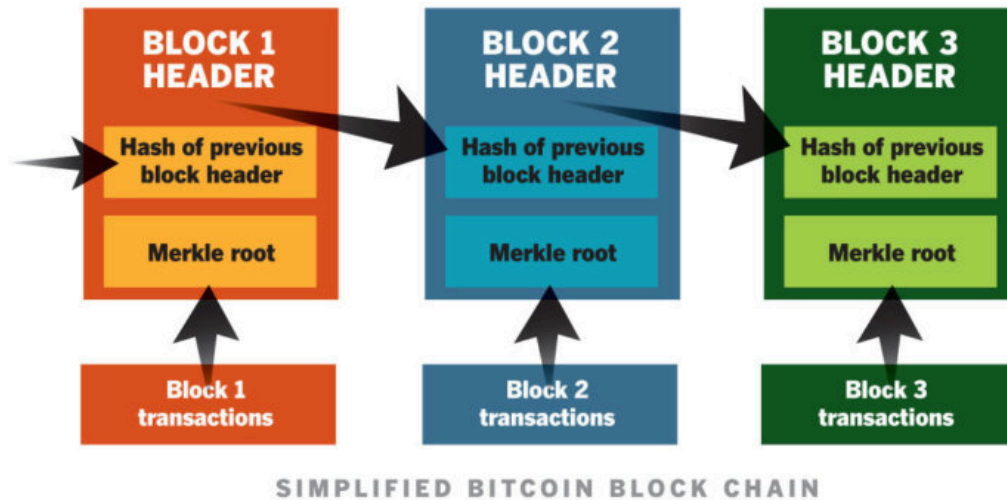 BLOCK 1
HEADER
Hash of previous
block header
Merkle root
Block 1
transactions
BLOCK 2
HEADER
Hash of previous
block header
Merkle root
Block 2
transactions
BLOCK 3
HEADER
Hash of previous
block header
Merkle root
Block 3
transactions
SIMPLIFIED BITCOIN BLOCK CHAIN